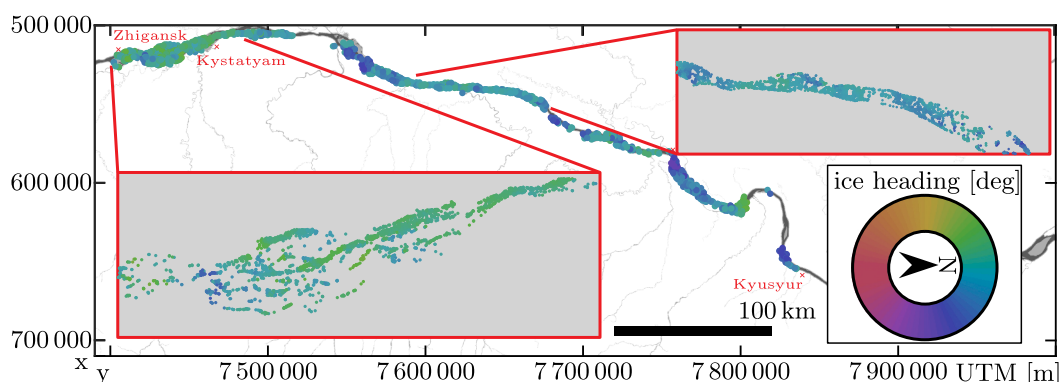 500 000
Zhigansk
Kystatyam
600 000
ice heading [deg]
N
Kyusyur
100 km
700 000
x
y 7 500 000 7 600 000 7 700 000 7 800 000 7 900 000 UTM [m]